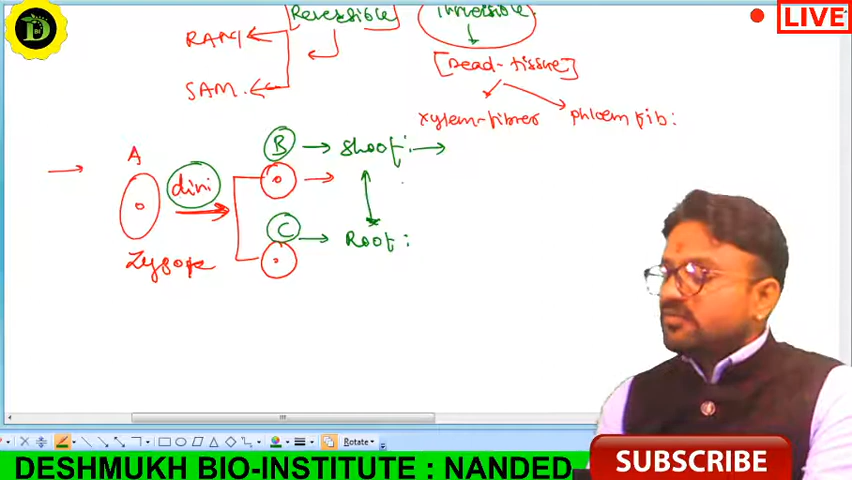 Reversible
Irreversible
LIVE
D
RAM
SAM.
[Dead-tissue]
xylem-fibres
phloem fib:
A
B
Shoot:
divi
C
Root:
Zygote
Rotate
DESHMUKH BIO-INSTITUTE : NANDED
SUBSCRIBE